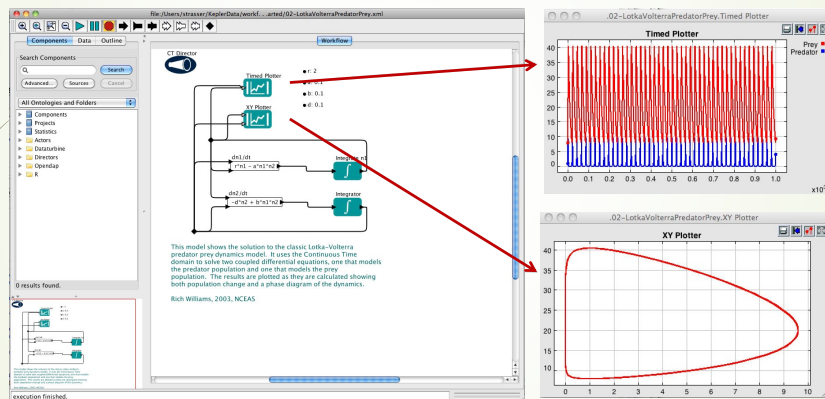 file:/Users/strasser/KeplerData/workf. . .arted/02-LotkaVolterraPredatorPrey.xml
Components Data Outline
Workflow
Search Components
Search
Advanced... Sources Cancel
All Ontologies and Folders
Components
Projects
Statistics
Actors
Dataturbine
Directors
Opendap
R
0 results found.
execution finished.
CT Director
Timed Plotter
r: 2
0.1
XY Plotter
b: 0.1
d: 0.1
dn1/dt
r*n1 - a*n1*n2
Integrate n1
dn2/dt
-d*n2 + b*n1*n2
Integrator
This model shows the solution to the classic Lotka-Volterra
predator prey dynamics model. It uses the Continuous Time
domain to solve two coupled differential equations, one that models
the predator population and one that models the prey
population. The results are plotted as they are calculated showing
both population change and a phase diagram of the dynamics.
Rich Williams, 2003, NCEAS
.02-LotkaVolterraPredatorPrey.Timed Plotter
Timed Plotter
Prey
Predator
40
35
30
25
20
15
10
5
0
0.0 0.1 0.2 0.3 0.4 0.5 0.6 0.7 0.8 0.9 1.0
.02-LotkaVolterraPredatorPrey.XY Plotter
XY Plotter
40
35
30
25
20
15
10
0 1 2 3 4 5 6 7 8 9 10